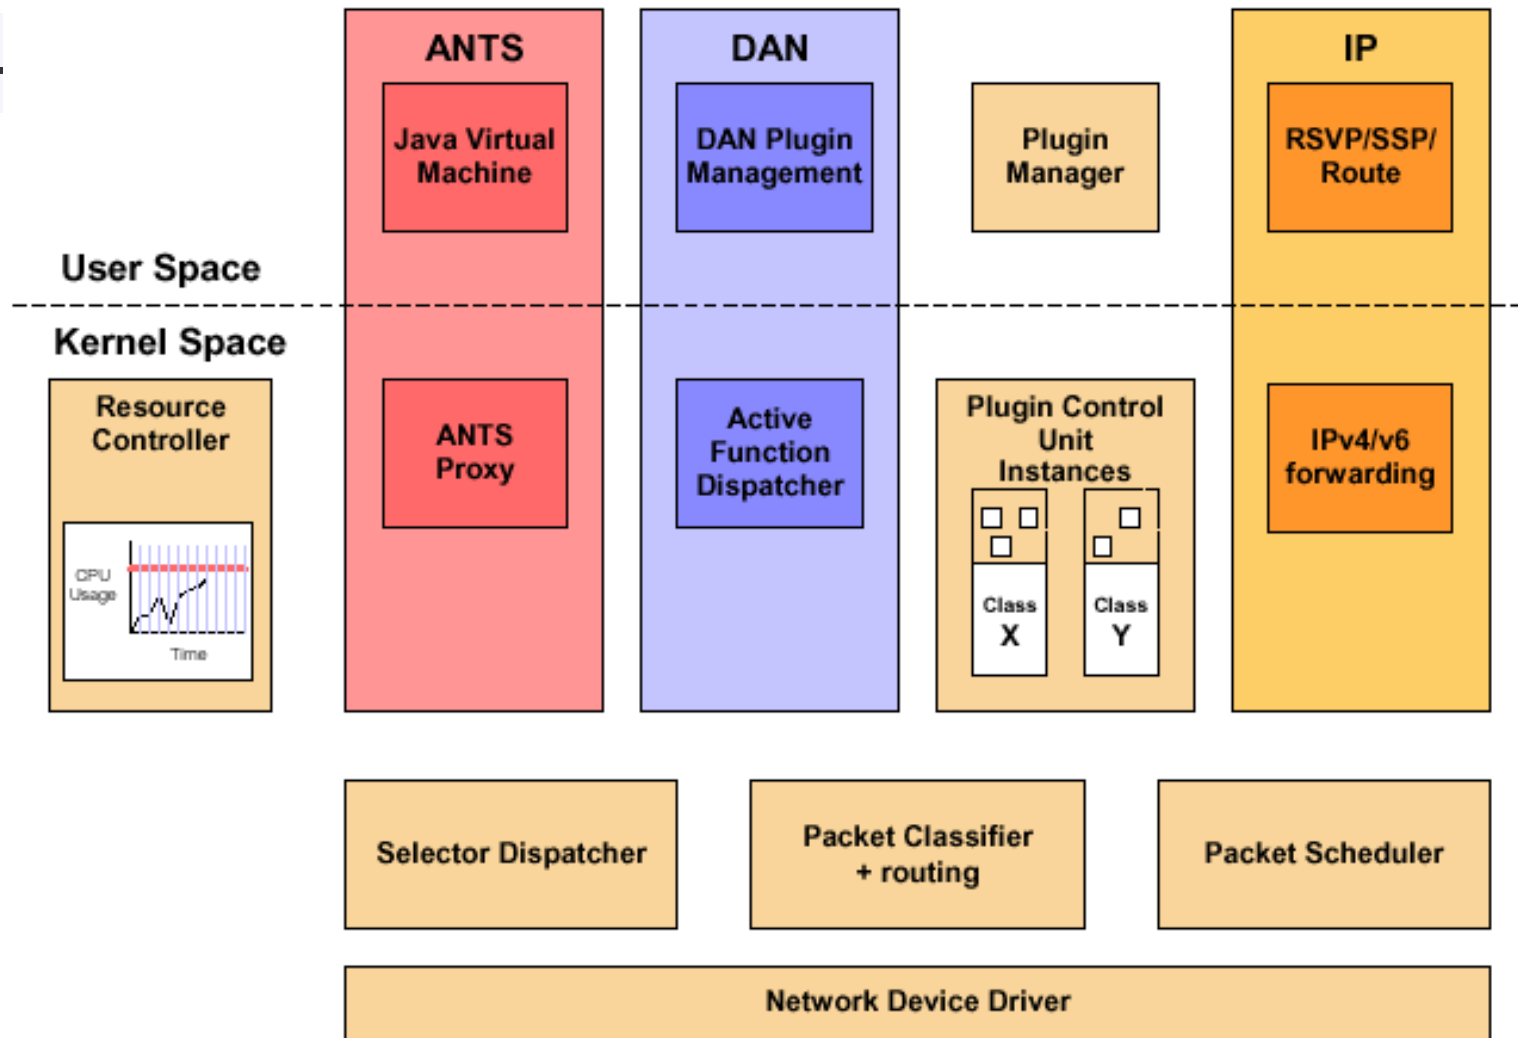 ANTS
DAN
IP
Java Virtual
Machine
DAN Plugin
Management
Plugin
Manager
RSVP/SSP/
Route
User Space
Kernel Space
Resource
Controller
CPU
Usage
Time
ANTS
Proxy
Active
Function
Dispatcher
Plugin Control
Unit
Instances
Class
X
Class
Y
IPv4/v6
forwarding
Selector Dispatcher
Packet Classifier
+ routing
Packet Scheduler
Network Device Driver